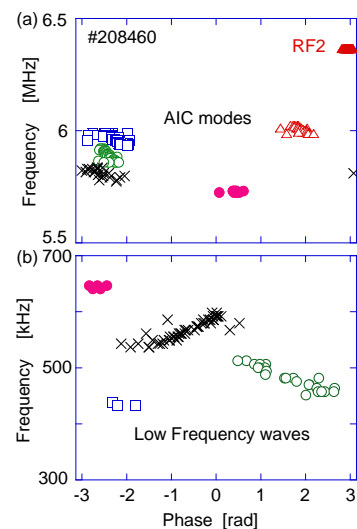 (a)
6.5
#208460
RF2
AIC modes
6
5.5
Frequency [MHz]
(b)
700
500
300
Frequency [kHz]
Low Frequency waves
-3 -2 -1 0 1 2 3
Phase [rad]